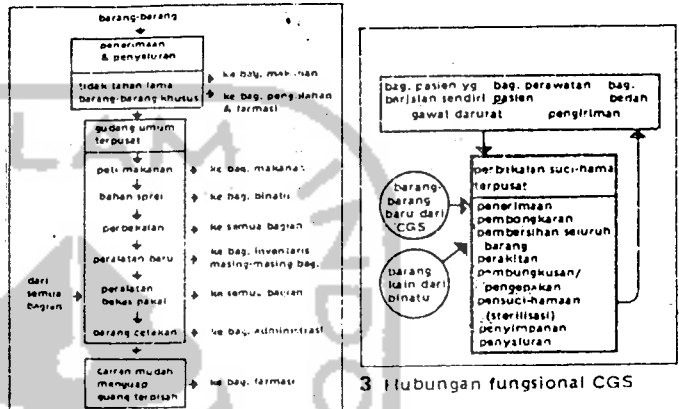 barang-barang
penerimaan
& penyaluran
tidak tahan lama
barang-barang khusus
ke bag. makanan
ke bag. pengolahan
& farmasi
gudang umum
terpusat
peti makanan
ke bag. makanan
bahan sprei
ke bag. binatu
perbekalan
ke semua bagian
peralatan baru
ke bag. inventaris
masing-masing bag.
dari
semua
bagian
peralatan
bekas pakai
ke semua bagian
barang cetakan
ke bag. administrasi
cairan mudah
menguap
ruang terpisah
ke bag. farmasi
bag. pasien yg bag. perawatan bag.
berjalan sendiri pasien bedah
gawat darurat pengiriman
perbekalan suci-hama
terpusat
penerimaan
pembongkaran
pembersihan seluruh
barang
perakitan
pembungkusan/
pengepakan
pensuci-hamaan
(sterilisasi)
penyimpanan
penyaluran
barang-
barang
baru dari
CGS
barang
kain dari
binatu
3 Hubungan fungsional CGS